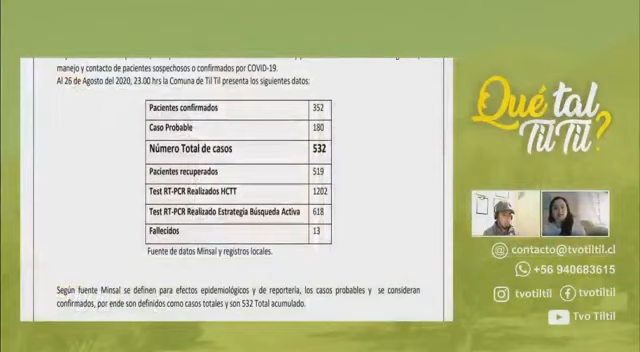 manejo y contacto de pacientes sospechosos o confirmados por COVID-19.
Al 26 de Agosto del 2020, 23.00 hrs la Comuna de Til Til presenta los siguientes datos:
Pacientes confirmados 352
Caso Probable 180
Número Total de casos 532
Pacientes recuperados 519
Test RT-PCR Realizados HCTT 1202
Test RT-PCR Realizado Estrategia Búsqueda Activa 618
Fallecidos 13
Fuente de datos Minsal y registros locales.
Según fuente Minsal se definen para efectos epidemiológicos y de reportería, los casos probables y se consideran
confirmados, por ende son definidos como casos totales y son 532 Total acumulado.
Qué tal
Til Til?
contacto@tvotiltil.cl
+56 940683615
tvotiltil tvotiltil
Tvo Tiltil